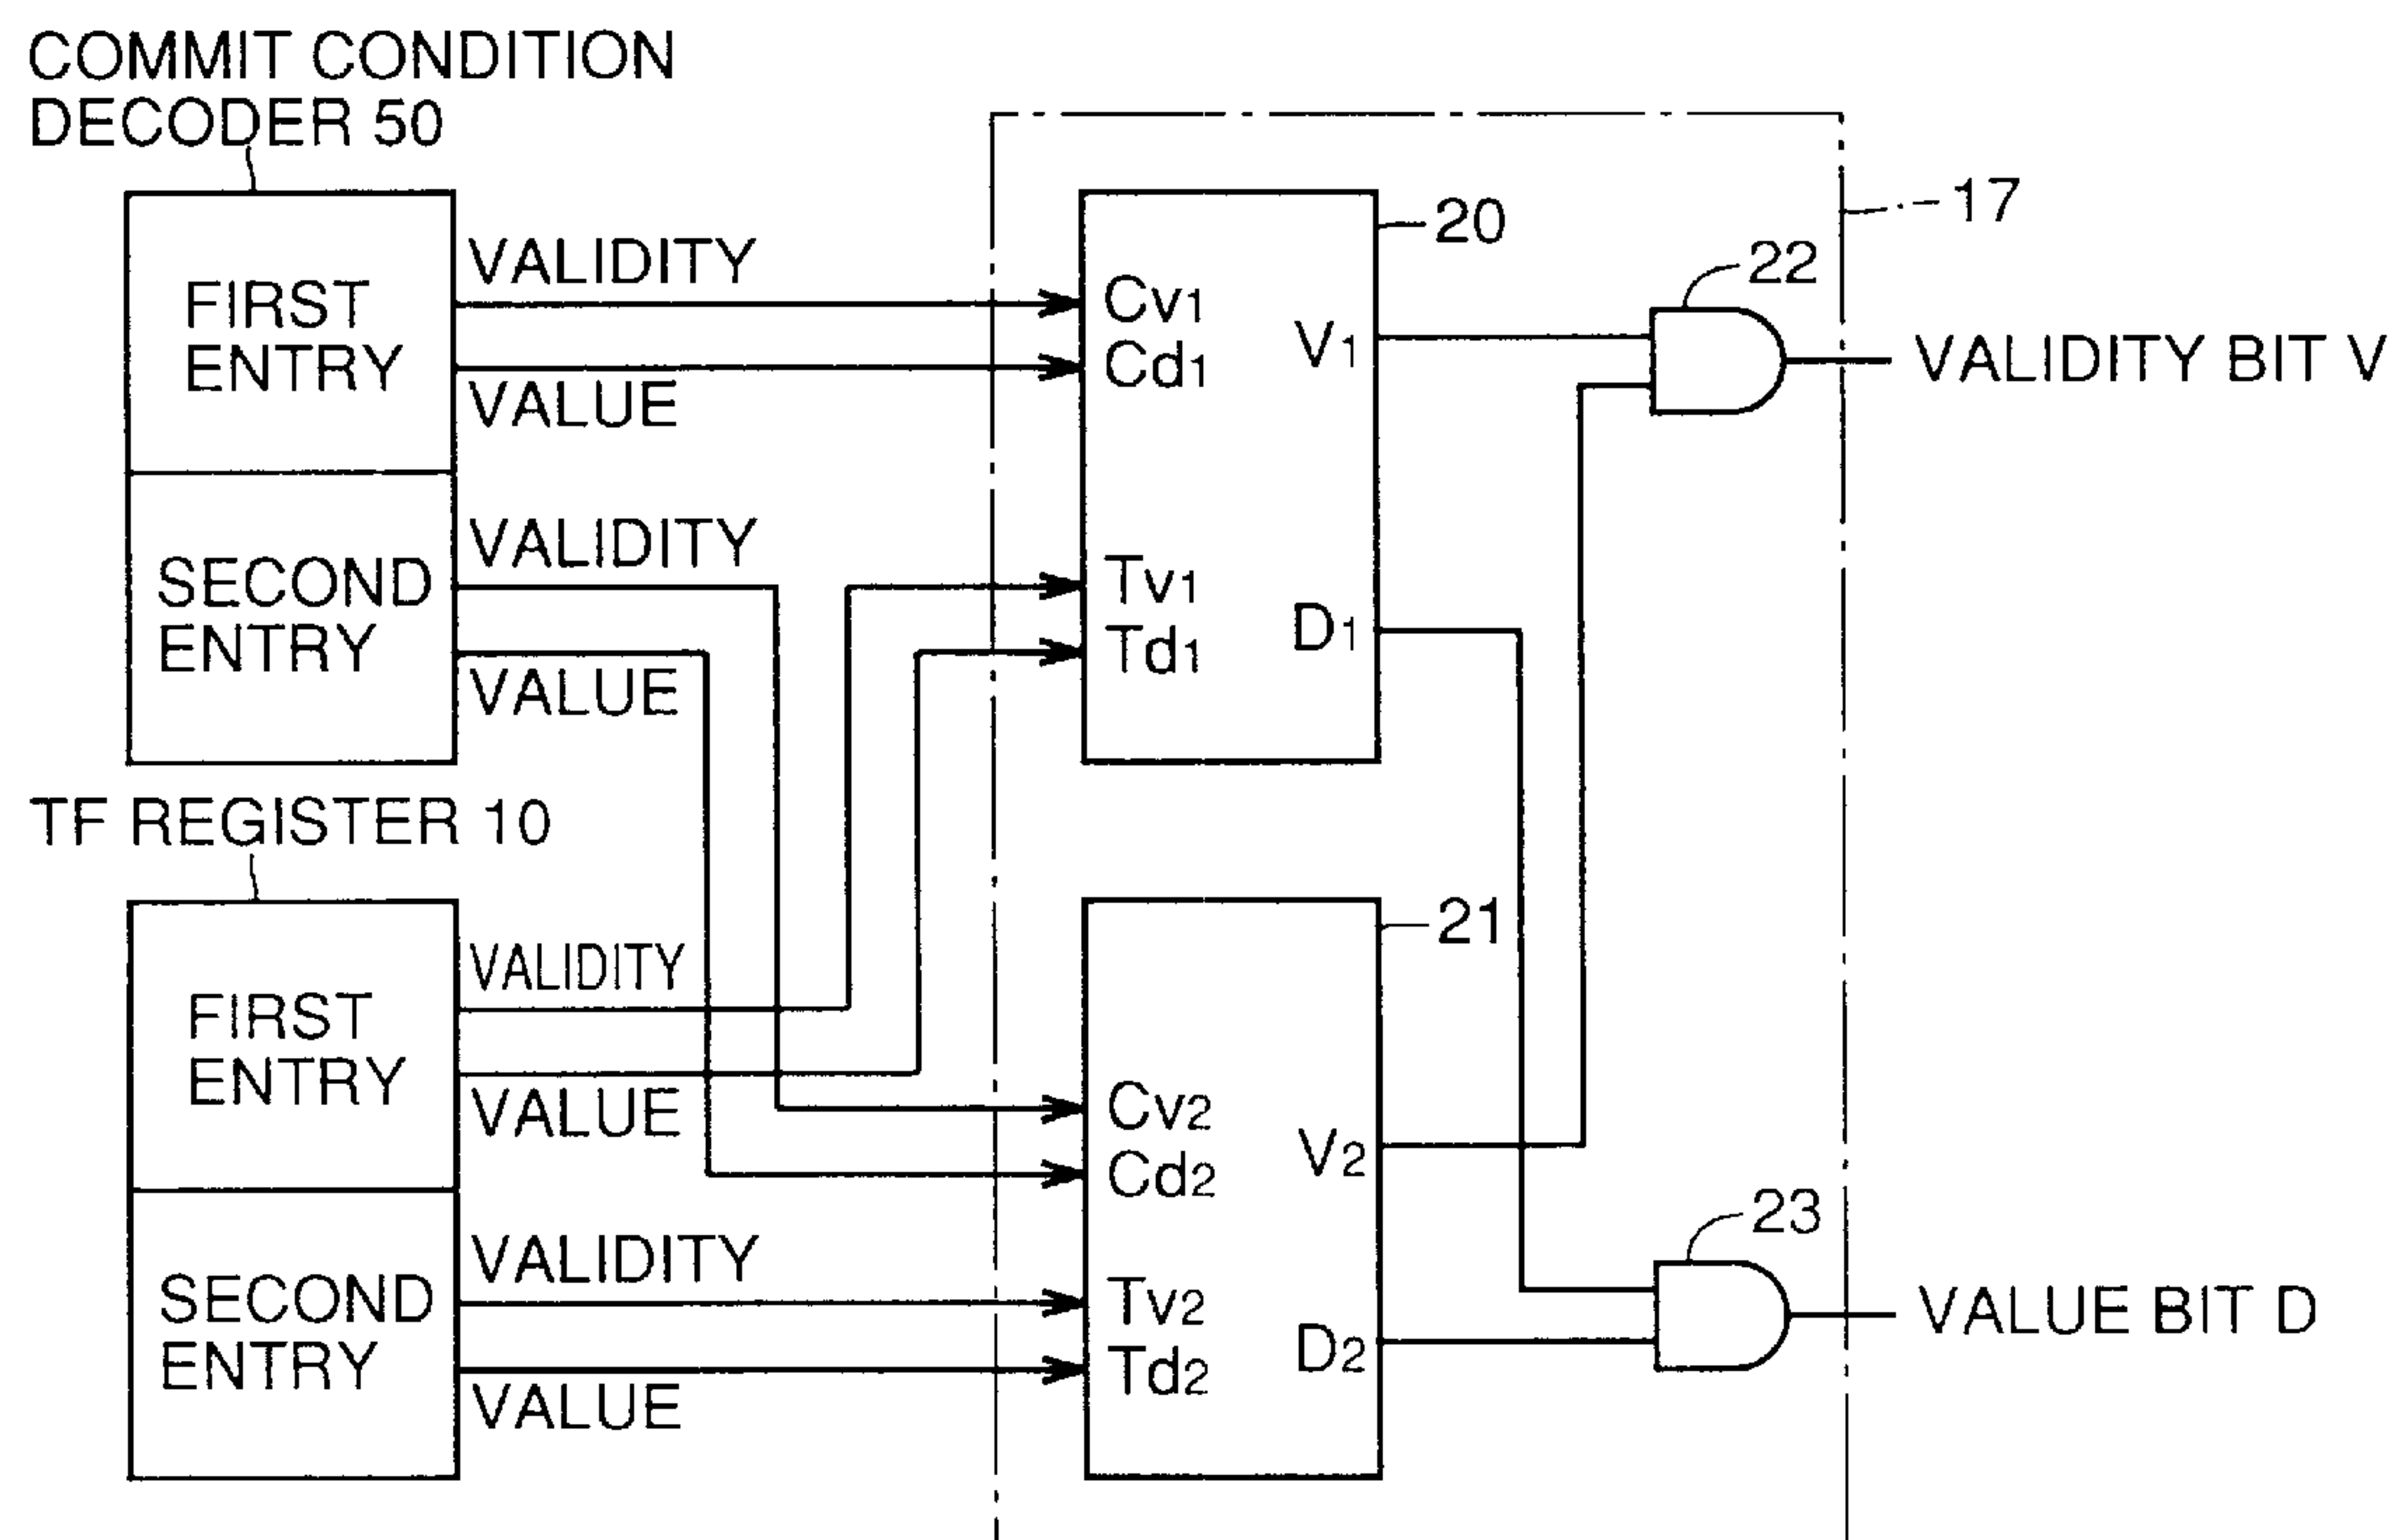 COMMIT CONDITION
DECODER 50
FIRST
ENTRY
VALIDITY
VALUE
SECOND
ENTRY
VALIDITY
VALUE
TF REGISTER 10
FIRST
ENTRY
VALIDITY
VALUE
SECOND
ENTRY
VALIDITY
VALUE
17
20
Cv1
Cd1
V1
Tv1
Td1
D1
21
Cv2
Cd2
V2
Tv2
Td2
D2
22
VALIDITY BIT V
23
VALUE BIT D